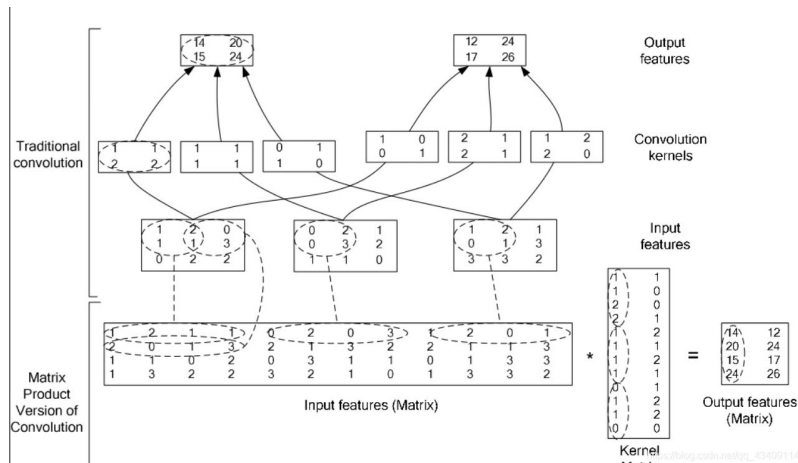 14 20
15 24
12 24
17 26
Output
features
Traditional
convolution
1 1
2 2
1 1
1 1
0 1
1 0
1 0
0 1
2 1
2 1
1 2
2 0
Convolution
kernels
1 2 0
1 1 3
0 2 2
0 2 1
0 3 2
1 1 0
1 2 1
0 1 3
3 3 2
Input
features
Matrix
Product
Version of
Convolution
1 2 1 1 0 2 0 3 1 2 0 1
2 0 1 3 2 1 3 2 2 1 1 3
1 1 0 2 0 3 1 1 0 1 3 3
1 3 2 2 3 2 1 0 1 3 3 2
Input features (Matrix)
*
1 1
1 0
2 0
2 1
1 2
1 1
1 2
1 1
0 1
1 2
1 2
0 0
Kernel
=
14 12
20 24
15 17
24 26
Output features
(Matrix)